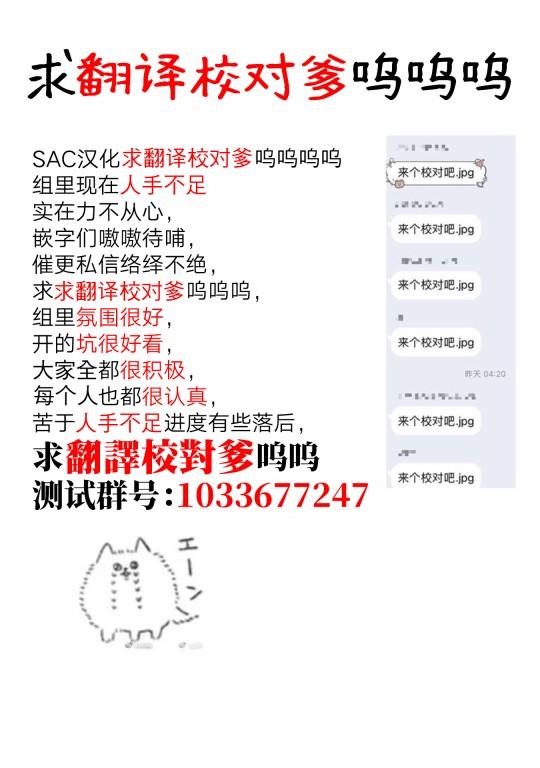 求翻译校对爹呜呜呜
SAC汉化求翻译校对爹呜呜呜呜
组里现在人手不足
实在力不从心，
嵌字们嗷嗷待哺，
催更私信络绎不绝，
求求翻译校对爹呜呜呜，
组里氛围很好，
开的坑很好看，
大家全都很积极，
每个人也都很认真，
苦于人手不足进度有些落后，
求翻譯校對爹呜呜
测试群号:1033677247
来个校对吧.jpg
来个校对吧.jpg
来个校对吧.jpg
来个校对吧.jpg
昨天 04:20
来个校对吧.jpg
来个校对吧.jpg
エーン